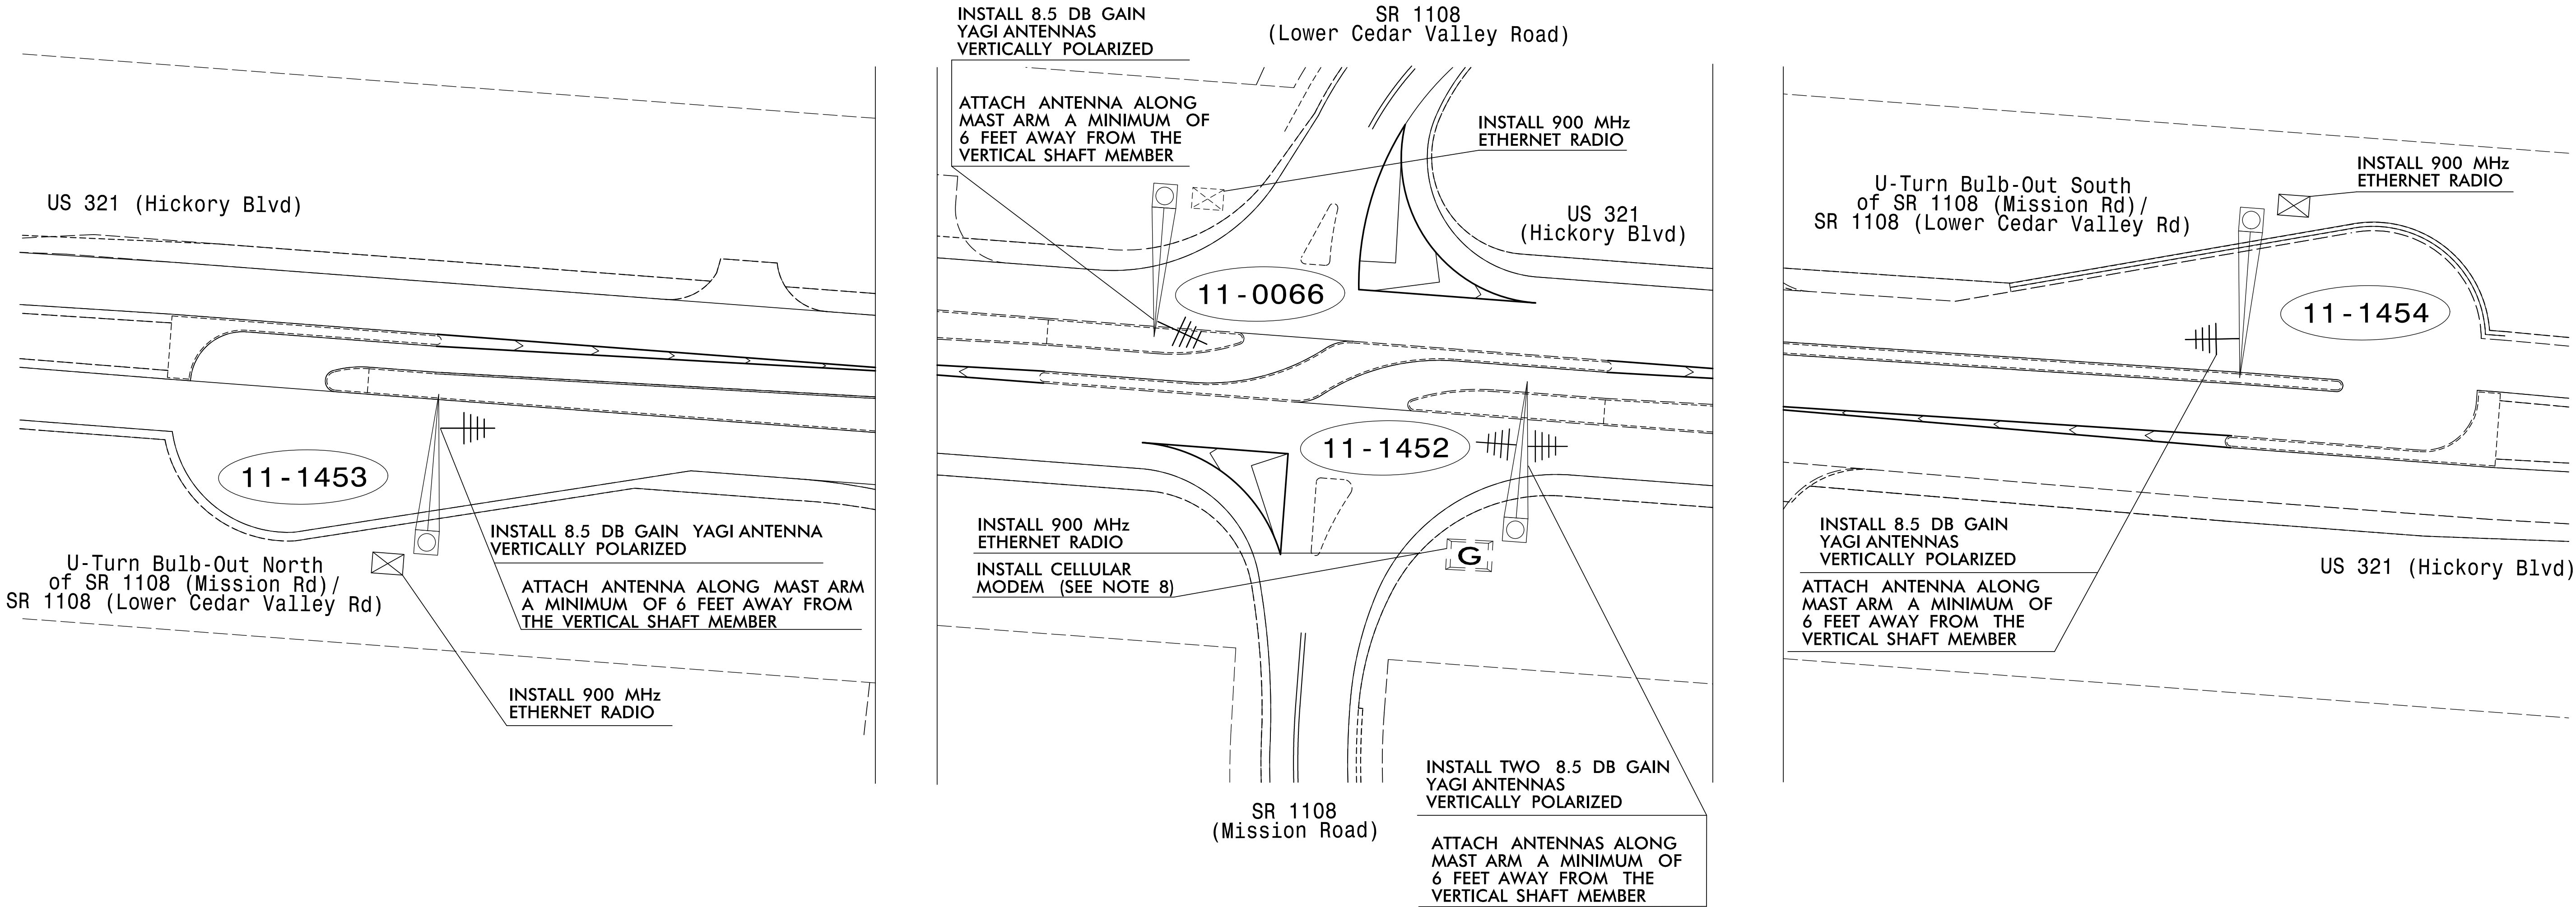 US 321 (Hickory Blvd)
11-1453
INSTALL 8.5 DB GAIN YAGI ANTENNA
VERTICALLY POLARIZED
ATTACH ANTENNA ALONG MAST ARM
A MINIMUM OF 6 FEET AWAY FROM
THE VERTICAL SHAFT MEMBER
U-Turn Bulb-Out North
of SR 1108 (Mission Rd)/
SR 1108 (Lower Cedar Valley Rd)
INSTALL 900 MHz
ETHERNET RADIO
INSTALL 8.5 DB GAIN
YAGI ANTENNAS
VERTICALLY POLARIZED
ATTACH ANTENNA ALONG
MAST ARM A MINIMUM OF
6 FEET AWAY FROM THE
VERTICAL SHAFT MEMBER
SR 1108
(Lower Cedar Valley Road)
INSTALL 900 MHz
ETHERNET RADIO
US 321
(Hickory Blvd)
11-0066
11-1452
INSTALL 900 MHz
ETHERNET RADIO
INSTALL CELLULAR
MODEM (SEE NOTE 8)
G
SR 1108
(Mission Road)
INSTALL TWO 8.5 DB GAIN
YAGI ANTENNAS
VERTICALLY POLARIZED
ATTACH ANTENNAS ALONG
MAST ARM A MINIMUM OF
6 FEET AWAY FROM THE
VERTICAL SHAFT MEMBER
U-Turn Bulb-Out South
of SR 1108 (Mission Rd)/
SR 1108 (Lower Cedar Valley Rd)
INSTALL 900 MHz
ETHERNET RADIO
11-1454
INSTALL 8.5 DB GAIN
YAGI ANTENNAS
VERTICALLY POLARIZED
ATTACH ANTENNA ALONG
MAST ARM A MINIMUM OF
6 FEET AWAY FROM THE
VERTICAL SHAFT MEMBER
US 321 (Hickory Blvd)